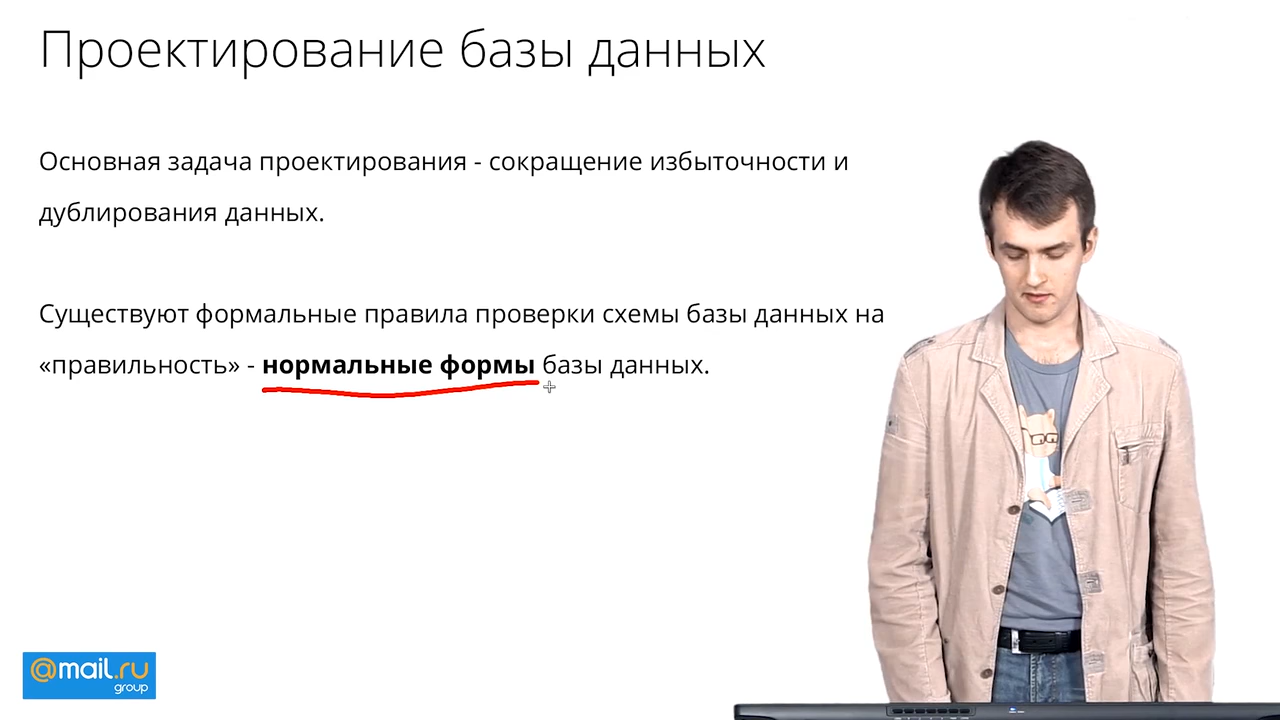 Проектирование базы данных
Основная задача проектирования - сокращение избыточности и
дублирования данных.
Существуют формальные правила проверки схемы базы данных на
«правильность» - нормальные формы базы данных.
@mail.ru
group